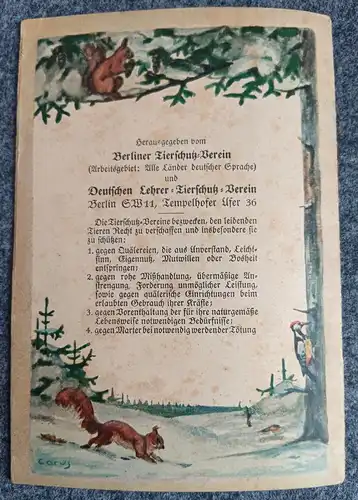 Herausgegeben vom
Berliner Tierschutz-Verein
(Arbeitsgebiet: Alle Länder deutscher Sprache)
und
Deutschen Lehrer-Tierschutz-Verein
Berlin SW 11, Tempelhofer Ufer 36
Die Tierschutz-Vereine bezwecken, den leidenden
Tieren Recht zu verschaffen und insbesondere sie
zu schützen:
1. gegen Quälereien, die aus Unverstand, Leicht-
sinn, Eigennutz, Mutwillen oder Bosheit
entspringen;
2. gegen rohe Mißhandlung, übermäßige An-
strengung, Forderung unmöglicher Leistung,
sowie gegen quälerische Einrichtungen beim
erlaubten Gebrauch ihrer Kräfte;
3. gegen Vorenthaltung der für ihre naturgemäße
Lebensweise notwendigen Bedürfnisse;
4. gegen Marter bei notwendig werdender Tötung
Carus